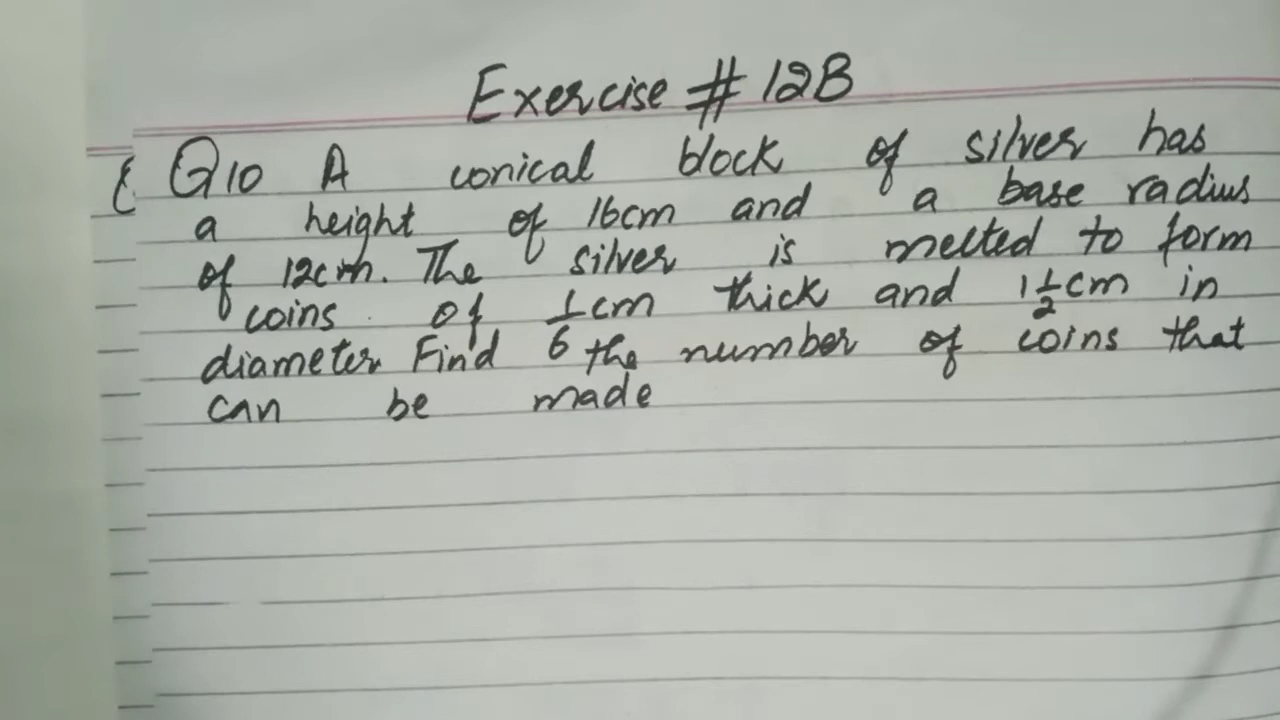 Exercise # 12B
Q10 A conical block of silver has
a height of 16cm and a base radius
of 12cm. The silver is melted to form
coins of 1/6 cm thick and 1 1/2 cm in
diameter Find the number of coins that
can be made